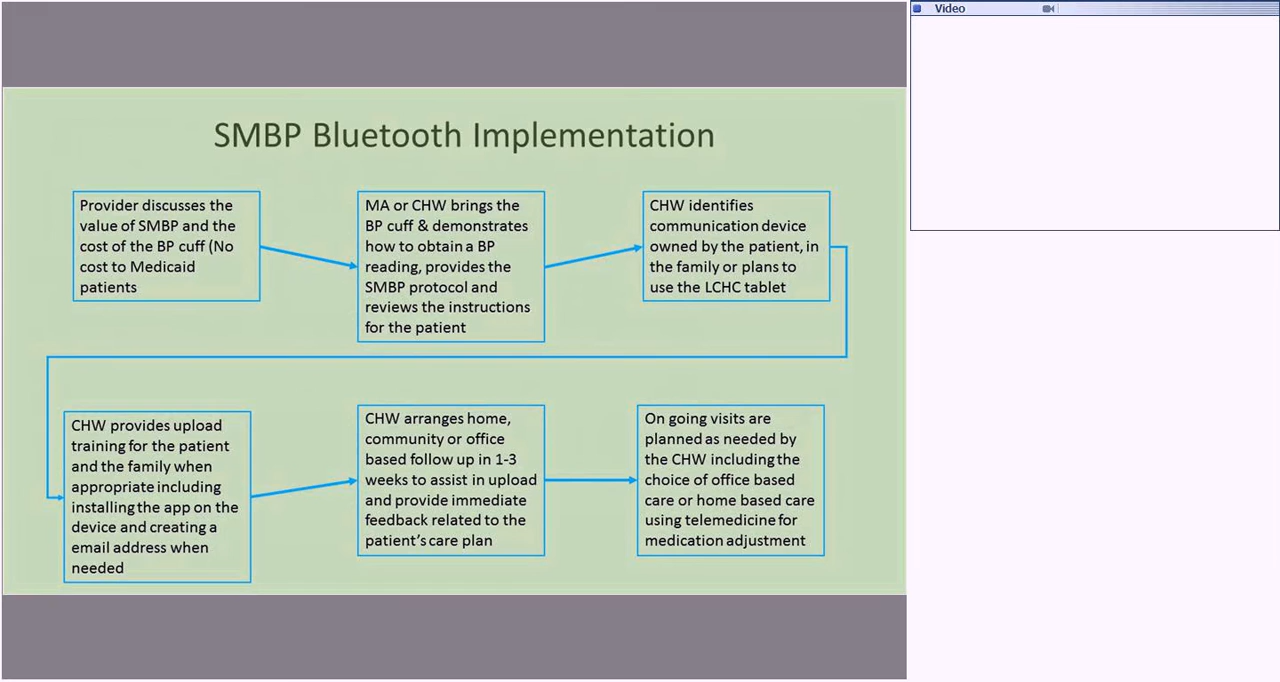 Video
SMBP Bluetooth Implementation
Provider discusses the
value of SMBP and the
cost of the BP cuff (No
cost to Medicaid
patients
MA or CHW brings the
BP cuff & demonstrates
how to obtain a BP
reading, provides the
SMBP protocol and
reviews the instructions
for the patient
CHW identifies
communication device
owned by the patient, in
the family or plans to
use the LCHC tablet
CHW provides upload
training for the patient
and the family when
appropriate including
installing the app on the
device and creating a
email address when
needed
CHW arranges home,
community or office
based follow up in 1-3
weeks to assist in upload
and provide immediate
feedback related to the
patient's care plan
On going visits are
planned as needed by
the CHW including the
choice of office based
care or home based care
using telemedicine for
medication adjustment